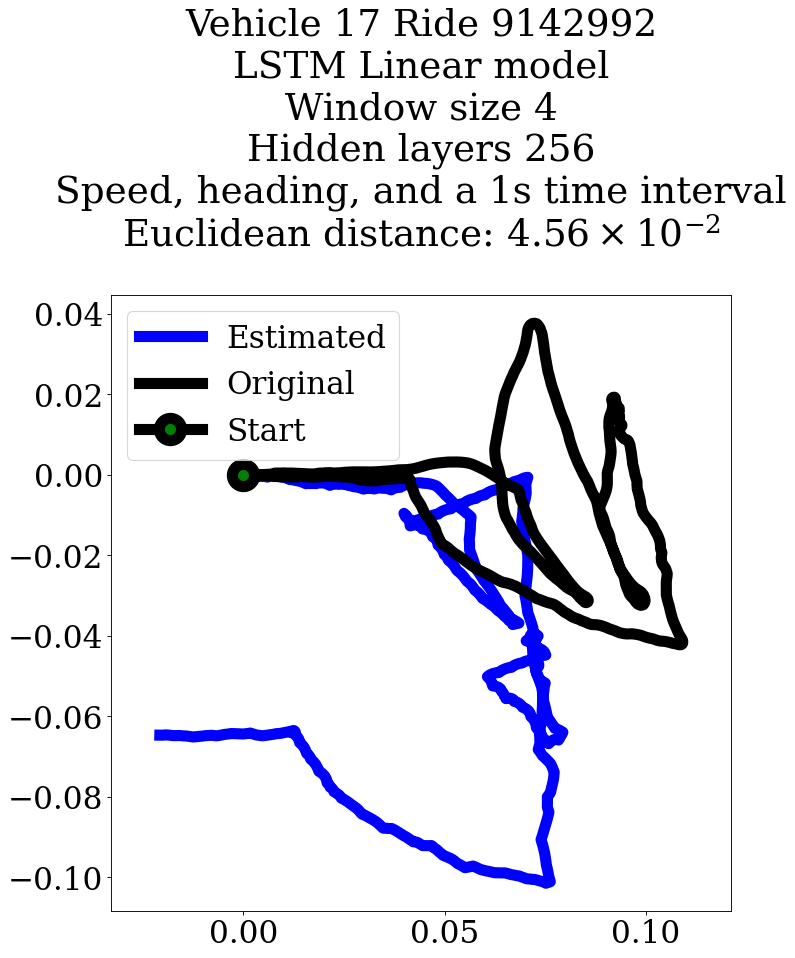 Vehicle 17 Ride 9142992
LSTM Linear model
Window size 4
Hidden layers 256
Speed, heading, and a 1s time interval
Euclidean distance: 4.56 × 10⁻²
Estimated
Original
Start
0.04
0.02
0.00
−0.02
−0.04
−0.06
−0.08
−0.10
0.00 0.05 0.10